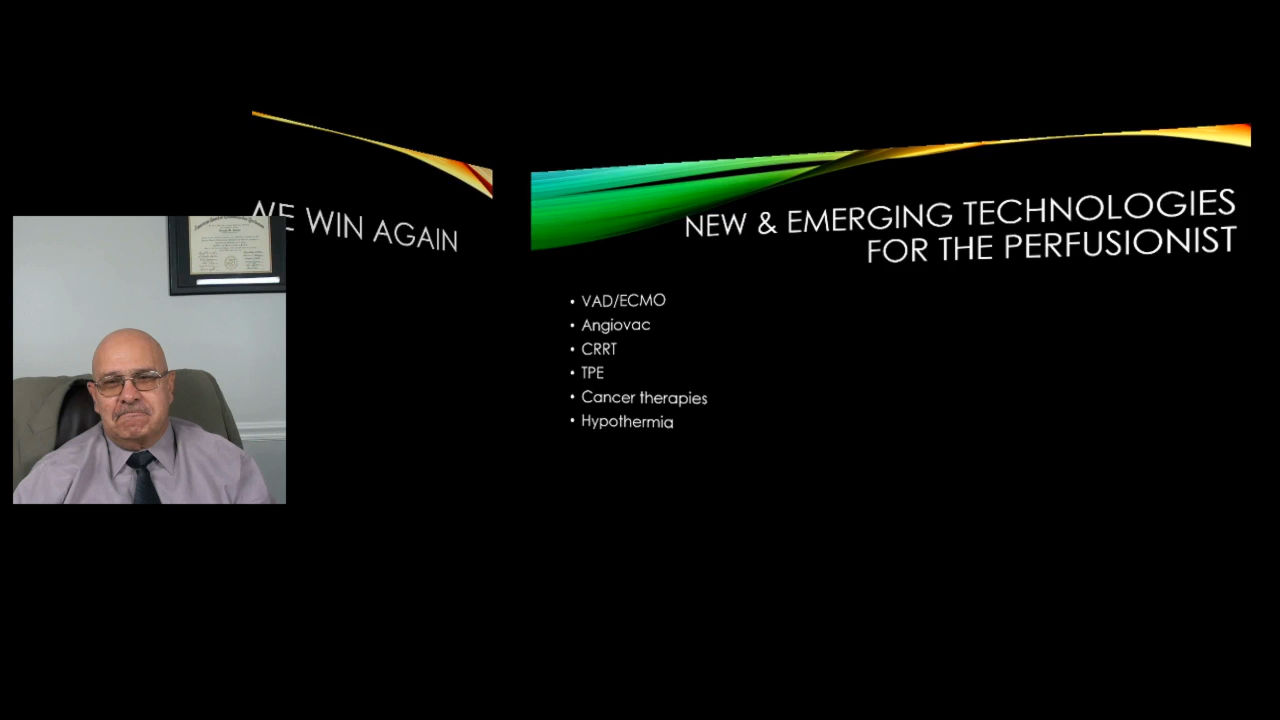 WE WIN AGAIN
NEW & EMERGING TECHNOLOGIES
FOR THE PERFUSIONIST
• VAD/ECMO
• Angiovac
• CRRT
• TPE
• Cancer therapies
• Hypothermia